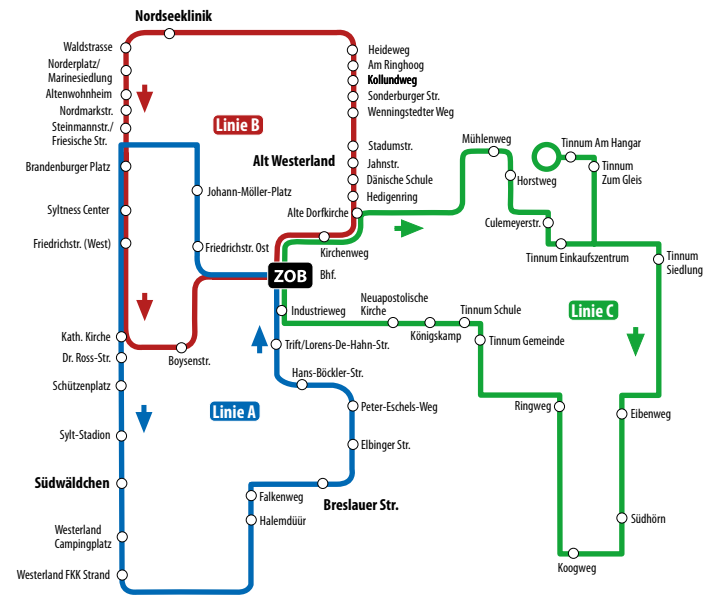 Nordseeklinik
Waldstrasse
Norderplatz/
Marinesiedlung
Altenwohnheim
Nordmarkstr.
Steinmannstr./
Friesische Str.
Brandenburger Platz
Syltness Center
Friedrichstr. (West)
Kath. Kirche
Dr. Ross-Str.
Schützenplatz
Sylt-Stadion
Südwäldchen
Westerland
Campingplatz
Westerland FKK Strand
Linie B
Johann-Möller-Platz
Friedrichstr. Ost
Boysenstr.
Linie A
Heideweg
Am Ringhoog
Kollundweg
Sonderburger Str.
Wenningstedter Weg
Alt Westerland
Stadumstr.
Jahnstr.
Dänische Schule
Hedigenring
Alte Dorfkirche
Kirchenweg
ZOB
Bhf.
Industrieweg
Trift/Lorens-De-Hahn-Str.
Hans-Böckler-Str.
Peter-Eschels-Weg
Elbinger Str.
Breslauer Str.
Falkenweg
Halemdüür
Mühlenweg
Horstweg
Tinnum Am Hangar
Tinnum
Zum Gleis
Culemeyerstr.
Tinnum Einkaufszentrum
Tinnum
Siedlung
Linie C
Neuapostolische
Kirche
Königskamp
Tinnum Schule
Tinnum Gemeinde
Ringweg
Eibenweg
Südhörn
Koogweg